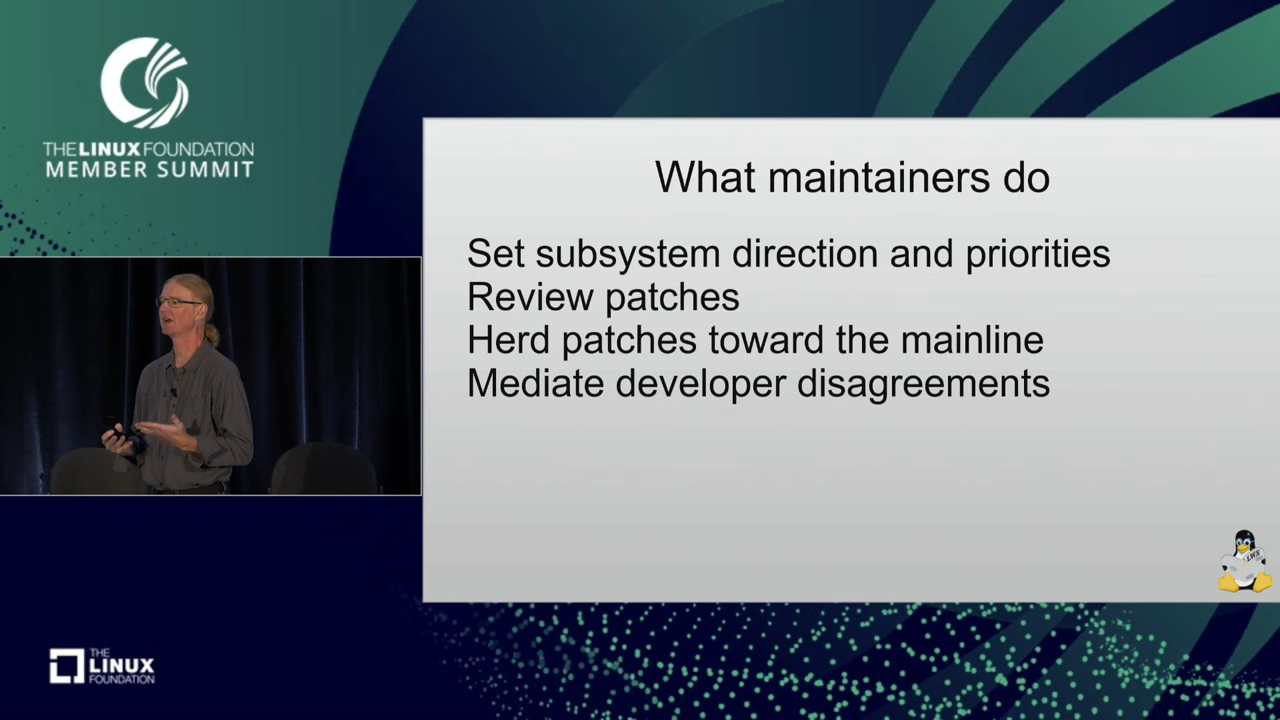 THE LINUX FOUNDATION
MEMBER SUMMIT
What maintainers do
Set subsystem direction and priorities
Review patches
Herd patches toward the mainline
Mediate developer disagreements
LWN
THE
LINUX
FOUNDATION